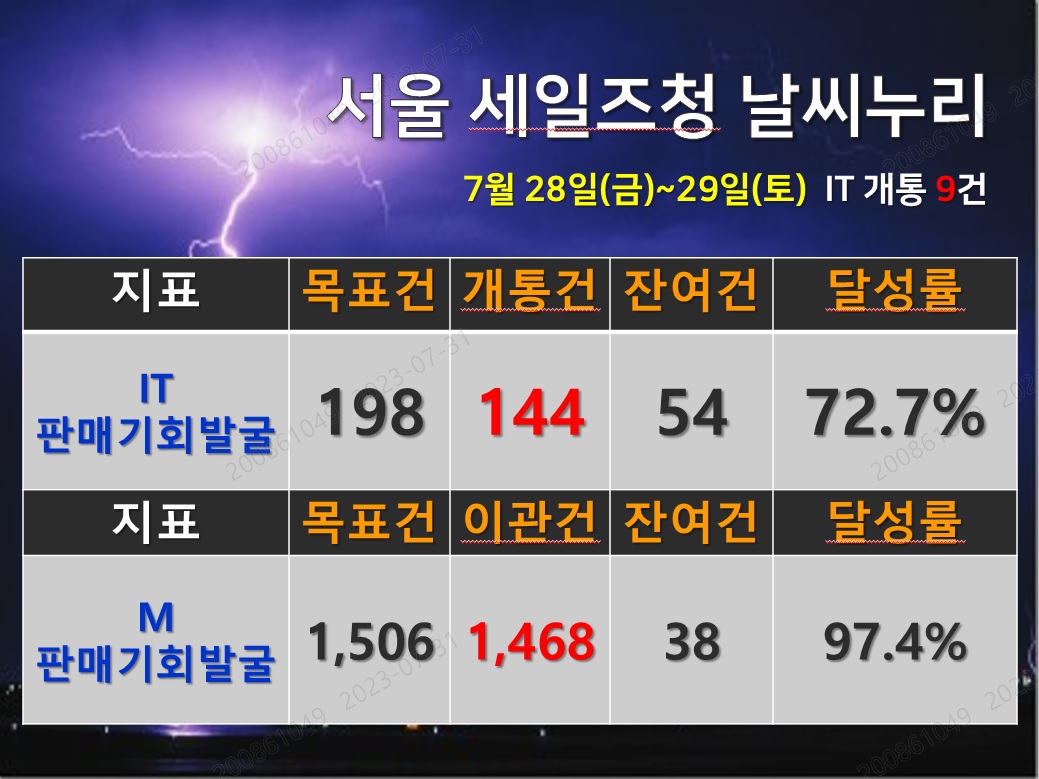 서울 세일즈청 날씨누리
7월 28일(금)~29일(토) IT 개통 9건
지표 목표건 개통건 잔여건 달성률
IT
판매기회발굴 198 144 54 72.7%
지표 목표건 이관건 잔여건 달성률
M
판매기회발굴 1,506 1,468 38 97.4%
200861049 2023-07-31